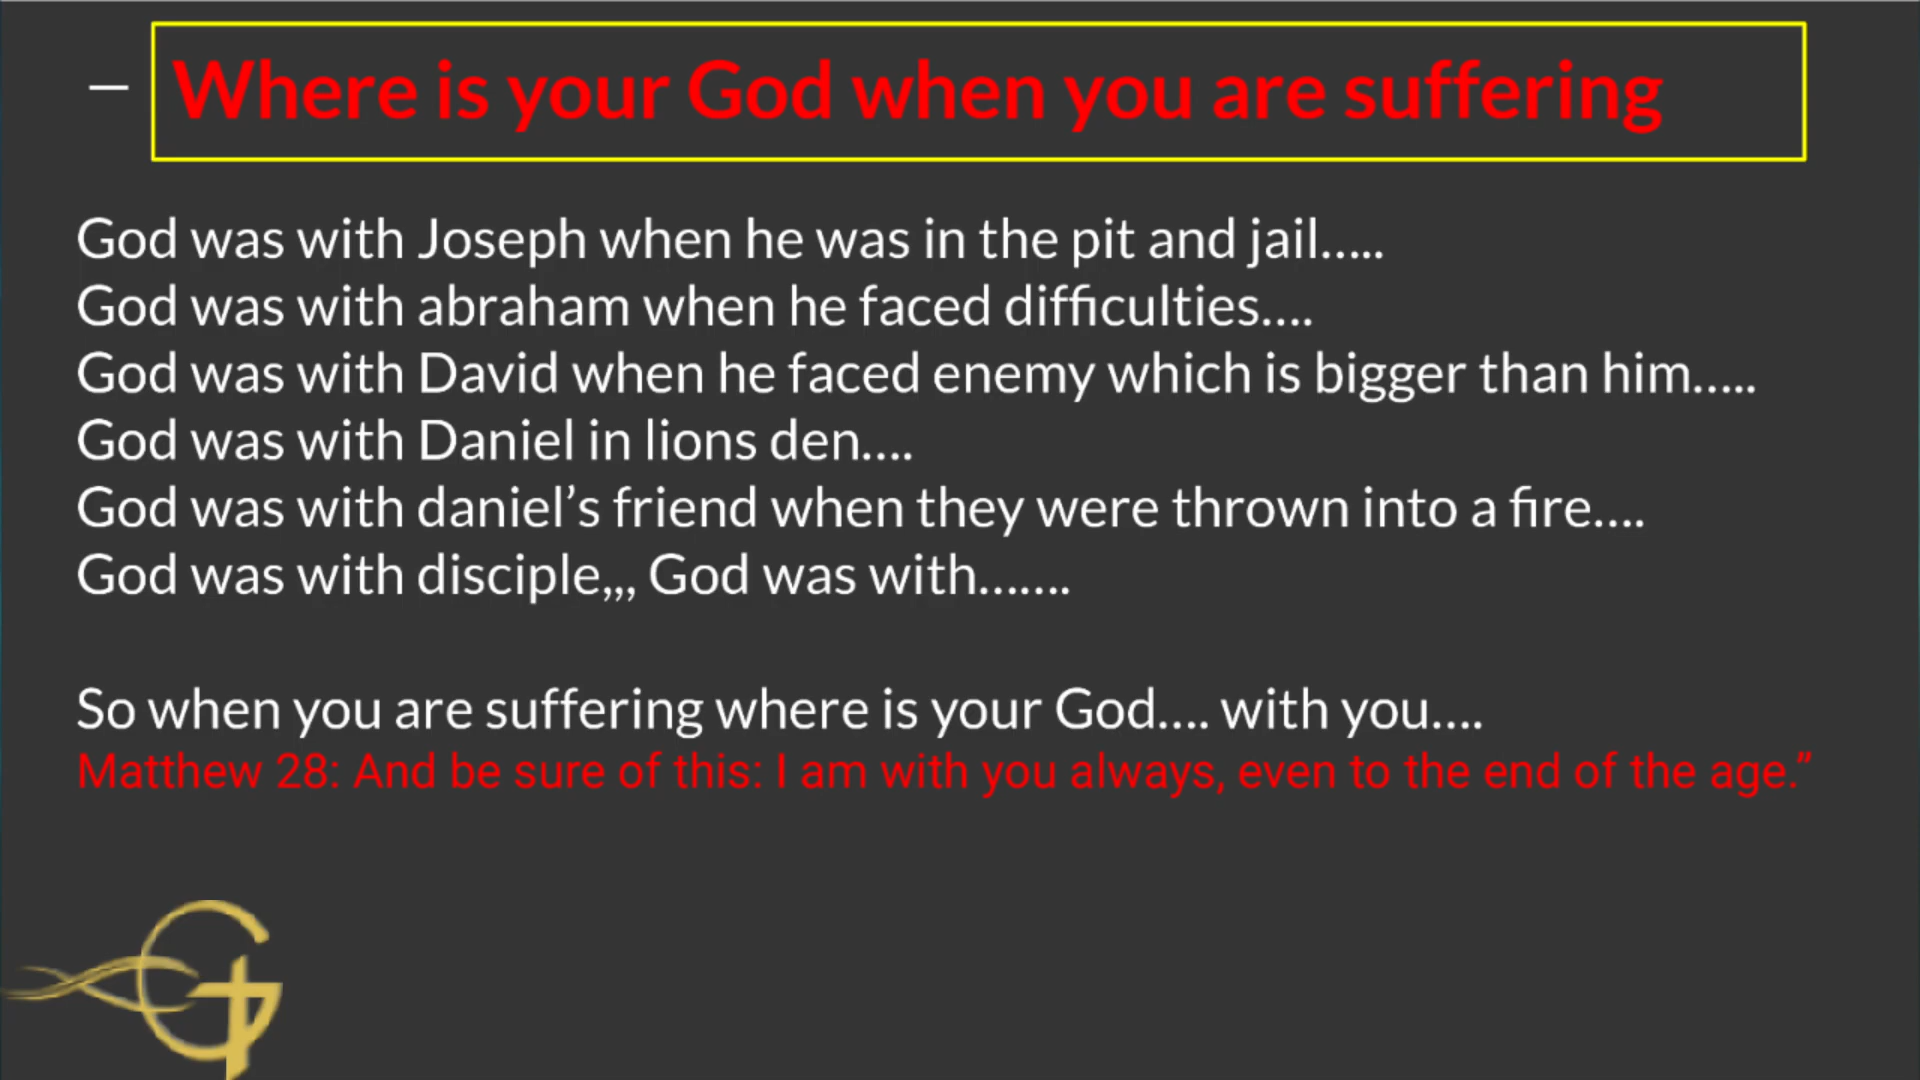 – Where is your God when you are suffering
God was with Joseph when he was in the pit and jail.....
God was with abraham when he faced difficulties....
God was with David when he faced enemy which is bigger than him.....
God was with Daniel in lions den....
God was with daniel’s friend when they were thrown into a fire....
God was with disciple,,, God was with.......
So when you are suffering where is your God.... with you....
Matthew 28: And be sure of this: I am with you always, even to the end of the age.”